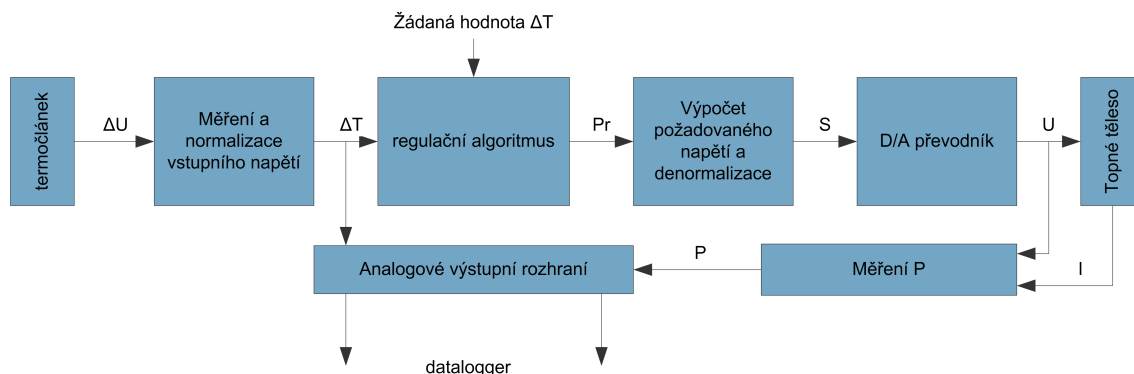 Žádaná hodnota ΔT
termočlánek
ΔU
Měření a
normalizace
vstupního napětí
ΔT
regulační algoritmus
Pr
Výpočet
požadovaného
napětí a
denormalizace
S
D/A převodník
U
Topné těleso
Analogové výstupní rozhraní
P
Měření P
I
datalogger